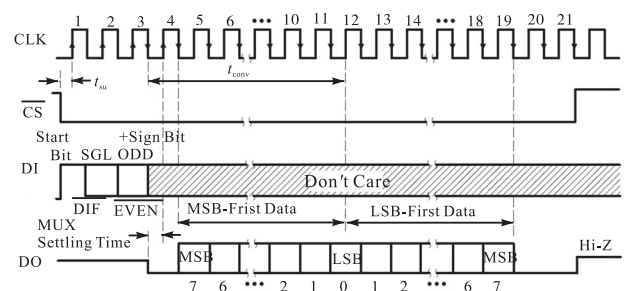 1 2 3 4 5 6 ••• 10 11 12 13 14 ••• 18 19 20 21
CLK
t_su
t_conv
CS
Start
Bit
+Sign Bit
SGL ODD
DI
Don't Care
DIF EVEN
MUX
Settling Time
MSB-Frist Data
LSB-First Data
Hi-Z
DO
MSB LSB MSB
7 6 ••• 2 1 0 1 2 ••• 6 7